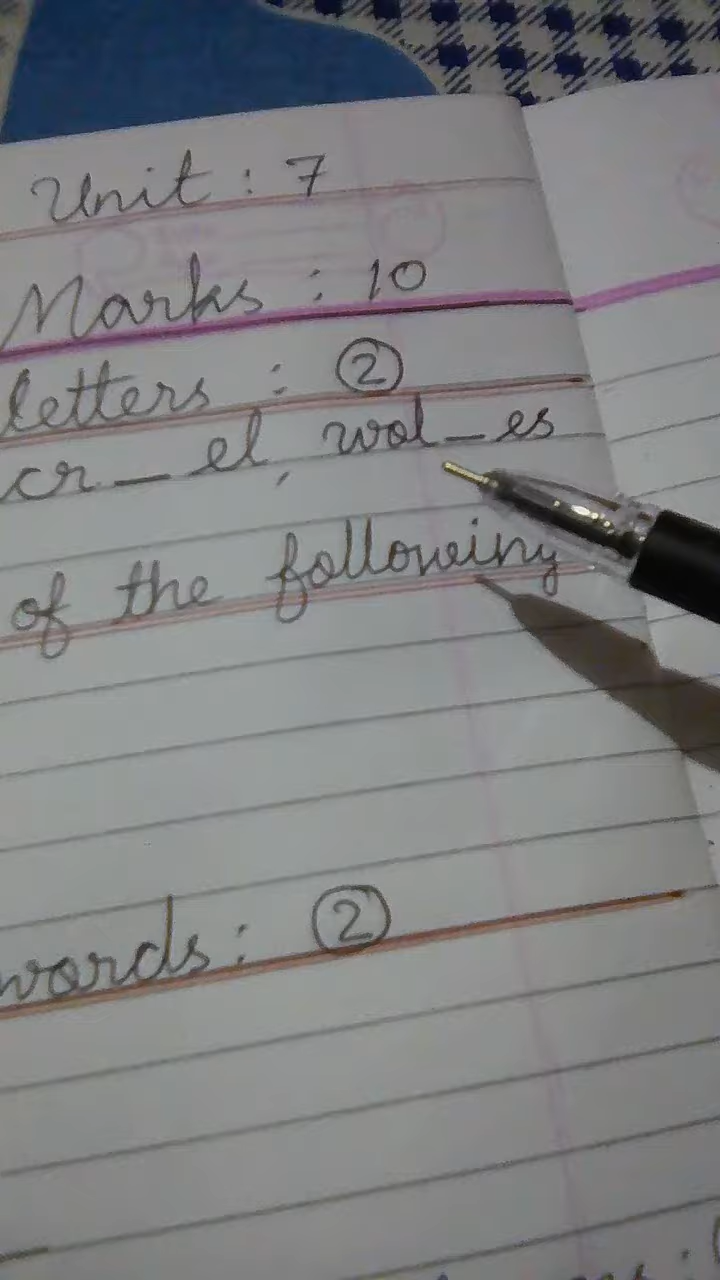 Unit : 7
Marks : 10
letters : ②
cr_el, wol_es
of the following
words : ②